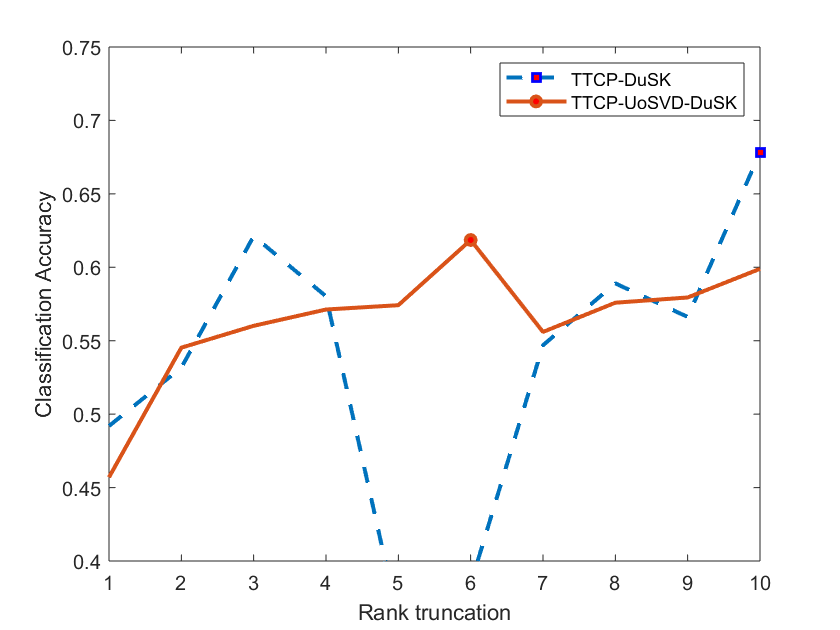 0.75
0.7
0.65
0.6
0.55
0.5
0.45
0.4
Classification Accuracy
TTCP-DuSK
TTCP-UoSVD-DuSK
1 2 3 4 5 6 7 8 9 10
Rank truncation